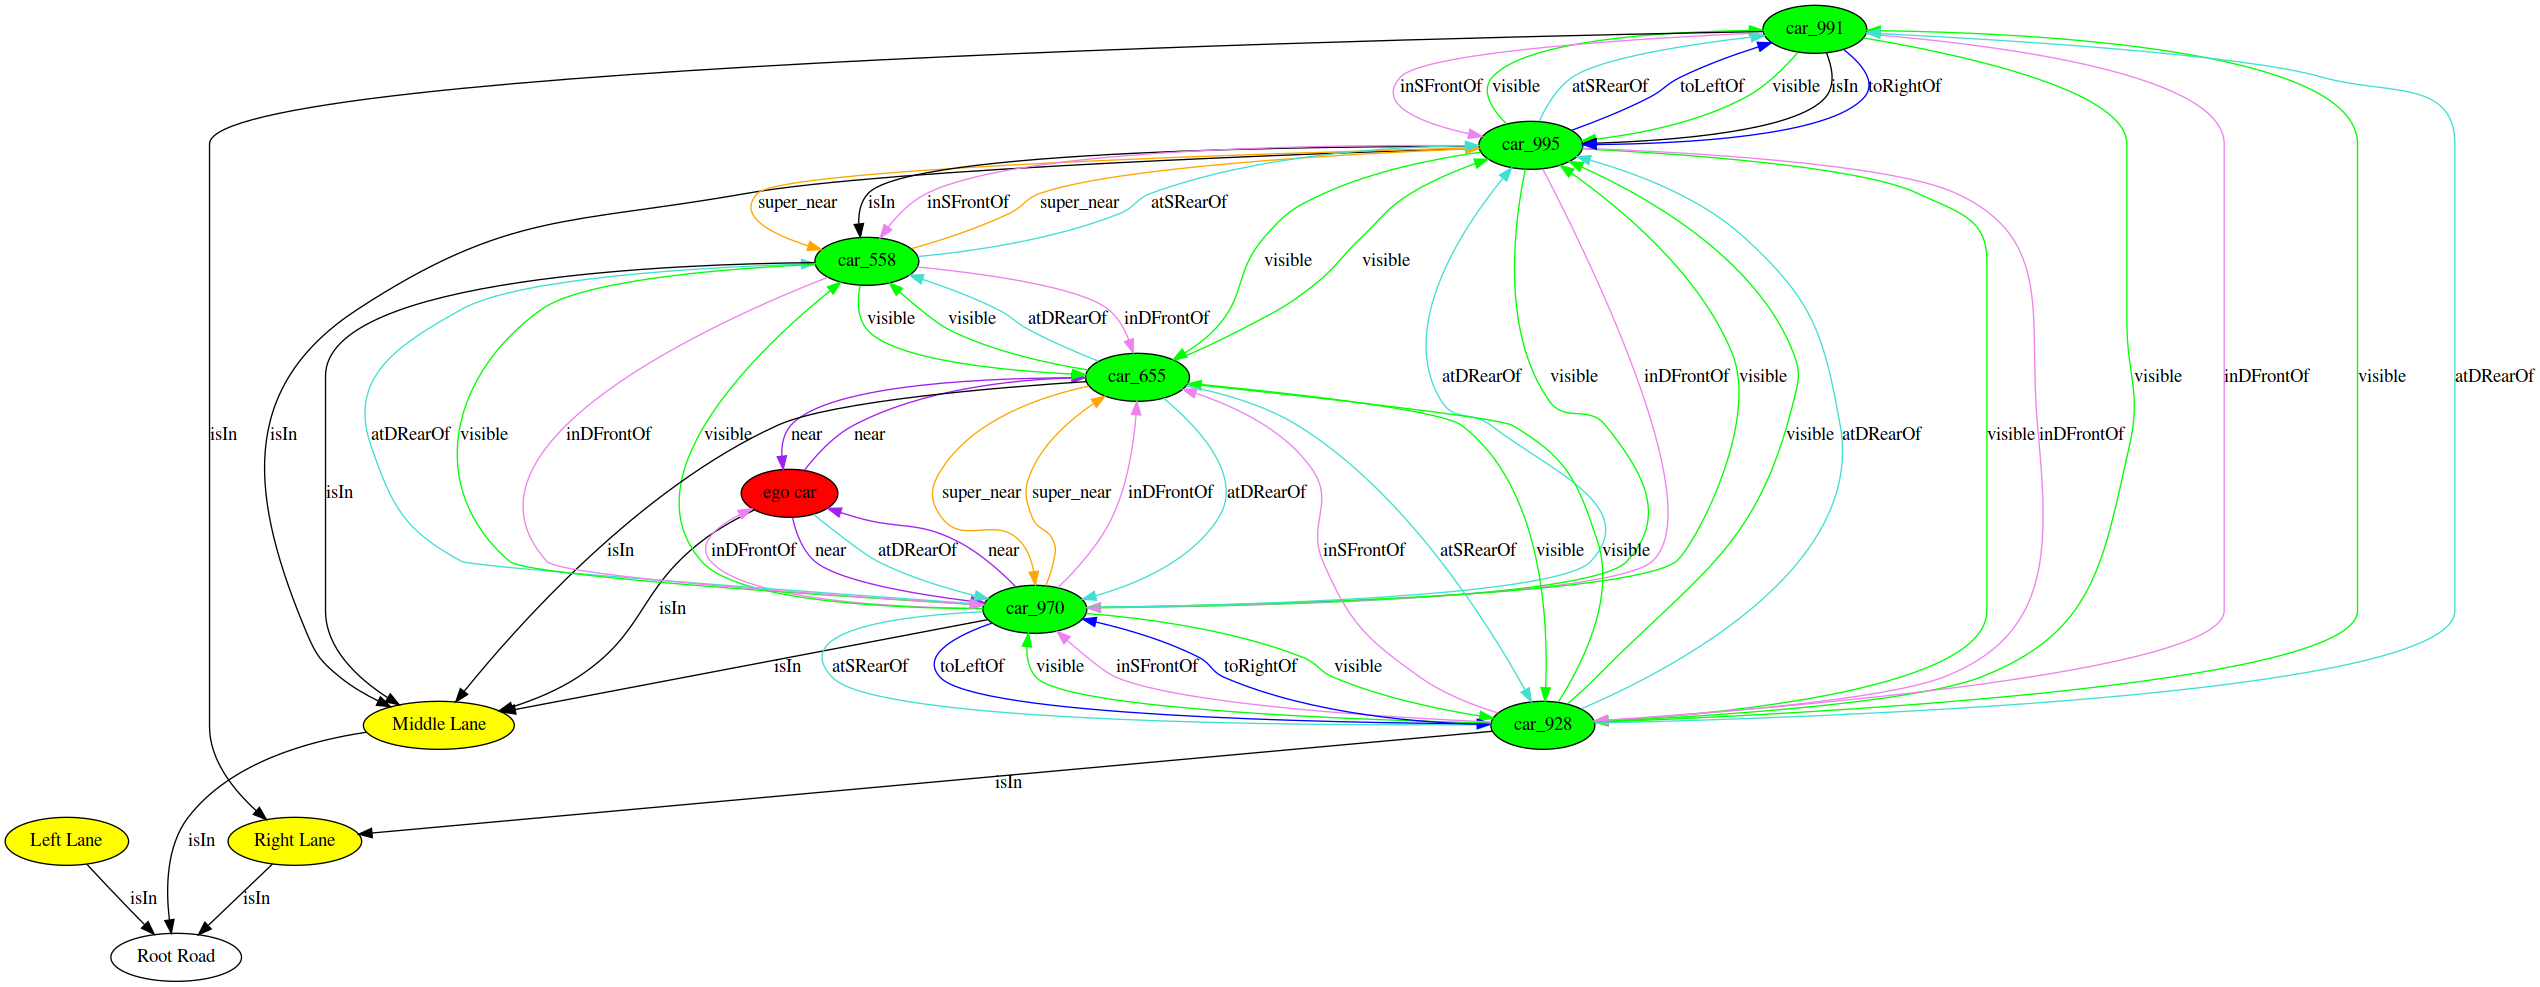 car_991
inSFrontOf visible atSRearOf toLeftOf visible isIn toRightOf
car_995
super_near isIn inSFrontOf super_near atSRearOf
car_558 visible visible
visible visible atDRearOf inDFrontOf
car_655 atDRearOf visible inDFrontOf visible visible inDFrontOf visible atDRearOf
isIn isIn atDRearOf visible inDFrontOf visible near near visible atDRearOf visible inDFrontOf
isIn ego car super_near super_near inDFrontOf atDRearOf
isIn inDFrontOf near atDRearOf near inSFrontOf atSRearOf visible visible
isIn car_970
isIn atSRearOf toLeftOf visible inSFrontOf toRightOf visible
Middle Lane car_928
isIn
Left Lane isIn Right Lane
isIn isIn
Root Road